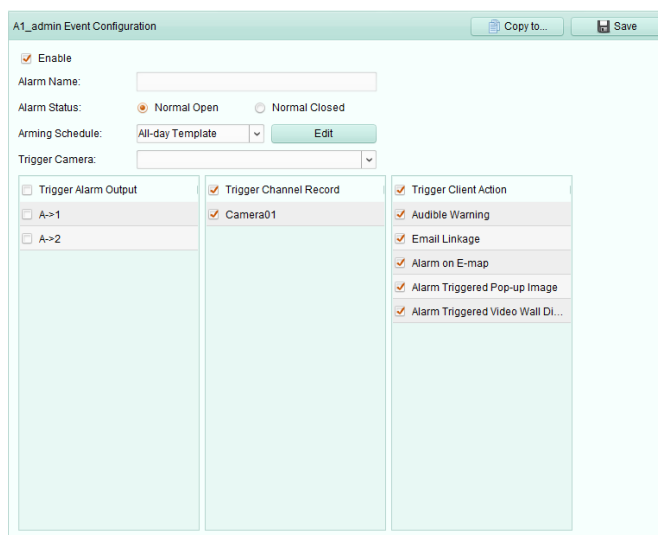 A1_admin Event Configuration
Copy to...
Save
Enable
Alarm Name:
Alarm Status: Normal Open Normal Closed
Arming Schedule: All-day Template Edit
Trigger Camera:
Trigger Alarm Output
A->1
A->2
Trigger Channel Record
Camera01
Trigger Client Action
Audible Warning
Email Linkage
Alarm on E-map
Alarm Triggered Pop-up Image
Alarm Triggered Video Wall Di...